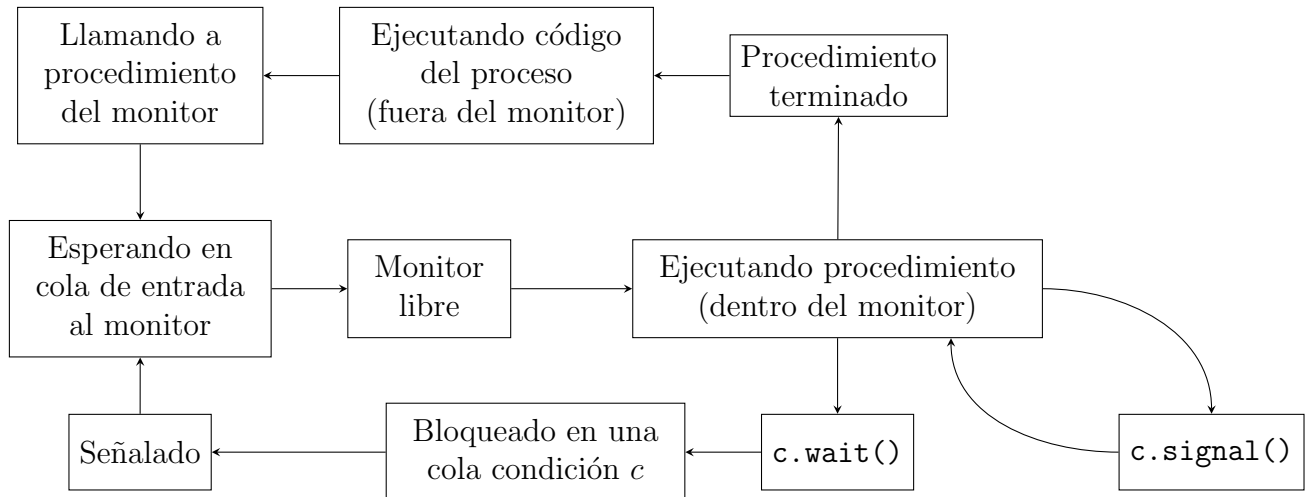 Llamando a
procedimiento
del monitor
Ejecutando código
del proceso
(fuera del monitor)
Procedimiento
terminado
Esperando en
cola de entrada
al monitor
Monitor
libre
Ejecutando procedimiento
(dentro del monitor)
Señalado
Bloqueado en una
cola condición c
c.wait()
c.signal()